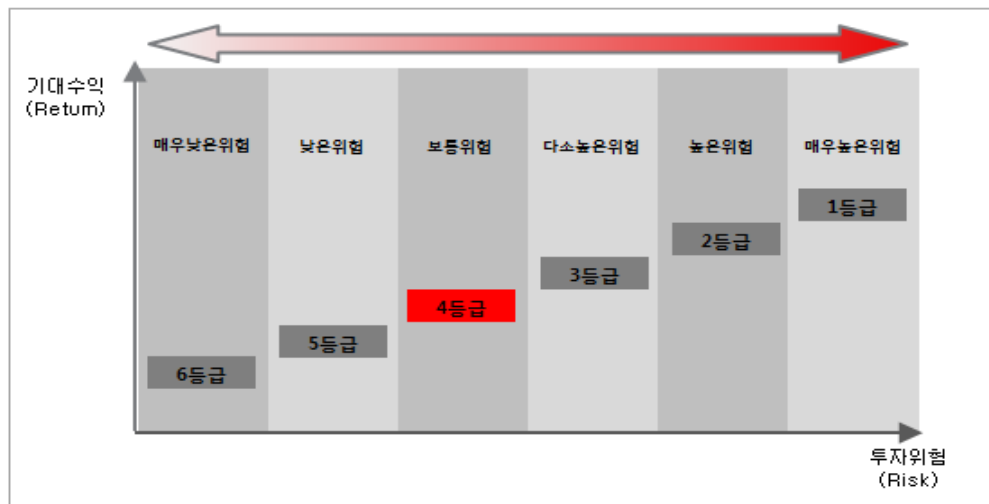 기대수익
(Return)
매우낮은위험
낮은위험
보통위험
다소높은위험
높은위험
매우높은위험
1등급
2등급
3등급
4등급
5등급
6등급
투자위험
(Risk)